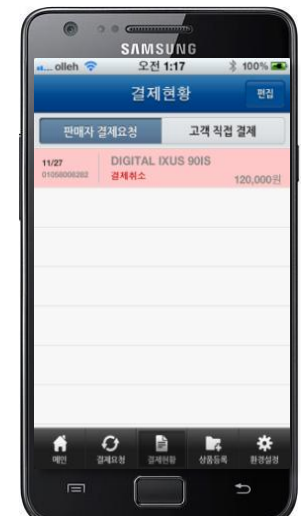 SAMSUNG
olleh 오전 1:17 100%
결제현황 편집
판매자 결제요청 고객 직접 결제
11/27 DIGITAL IXUS 90IS
01058008282 결제취소 120,000원
메인 결제요청 결제현황 상품등록 환경설정